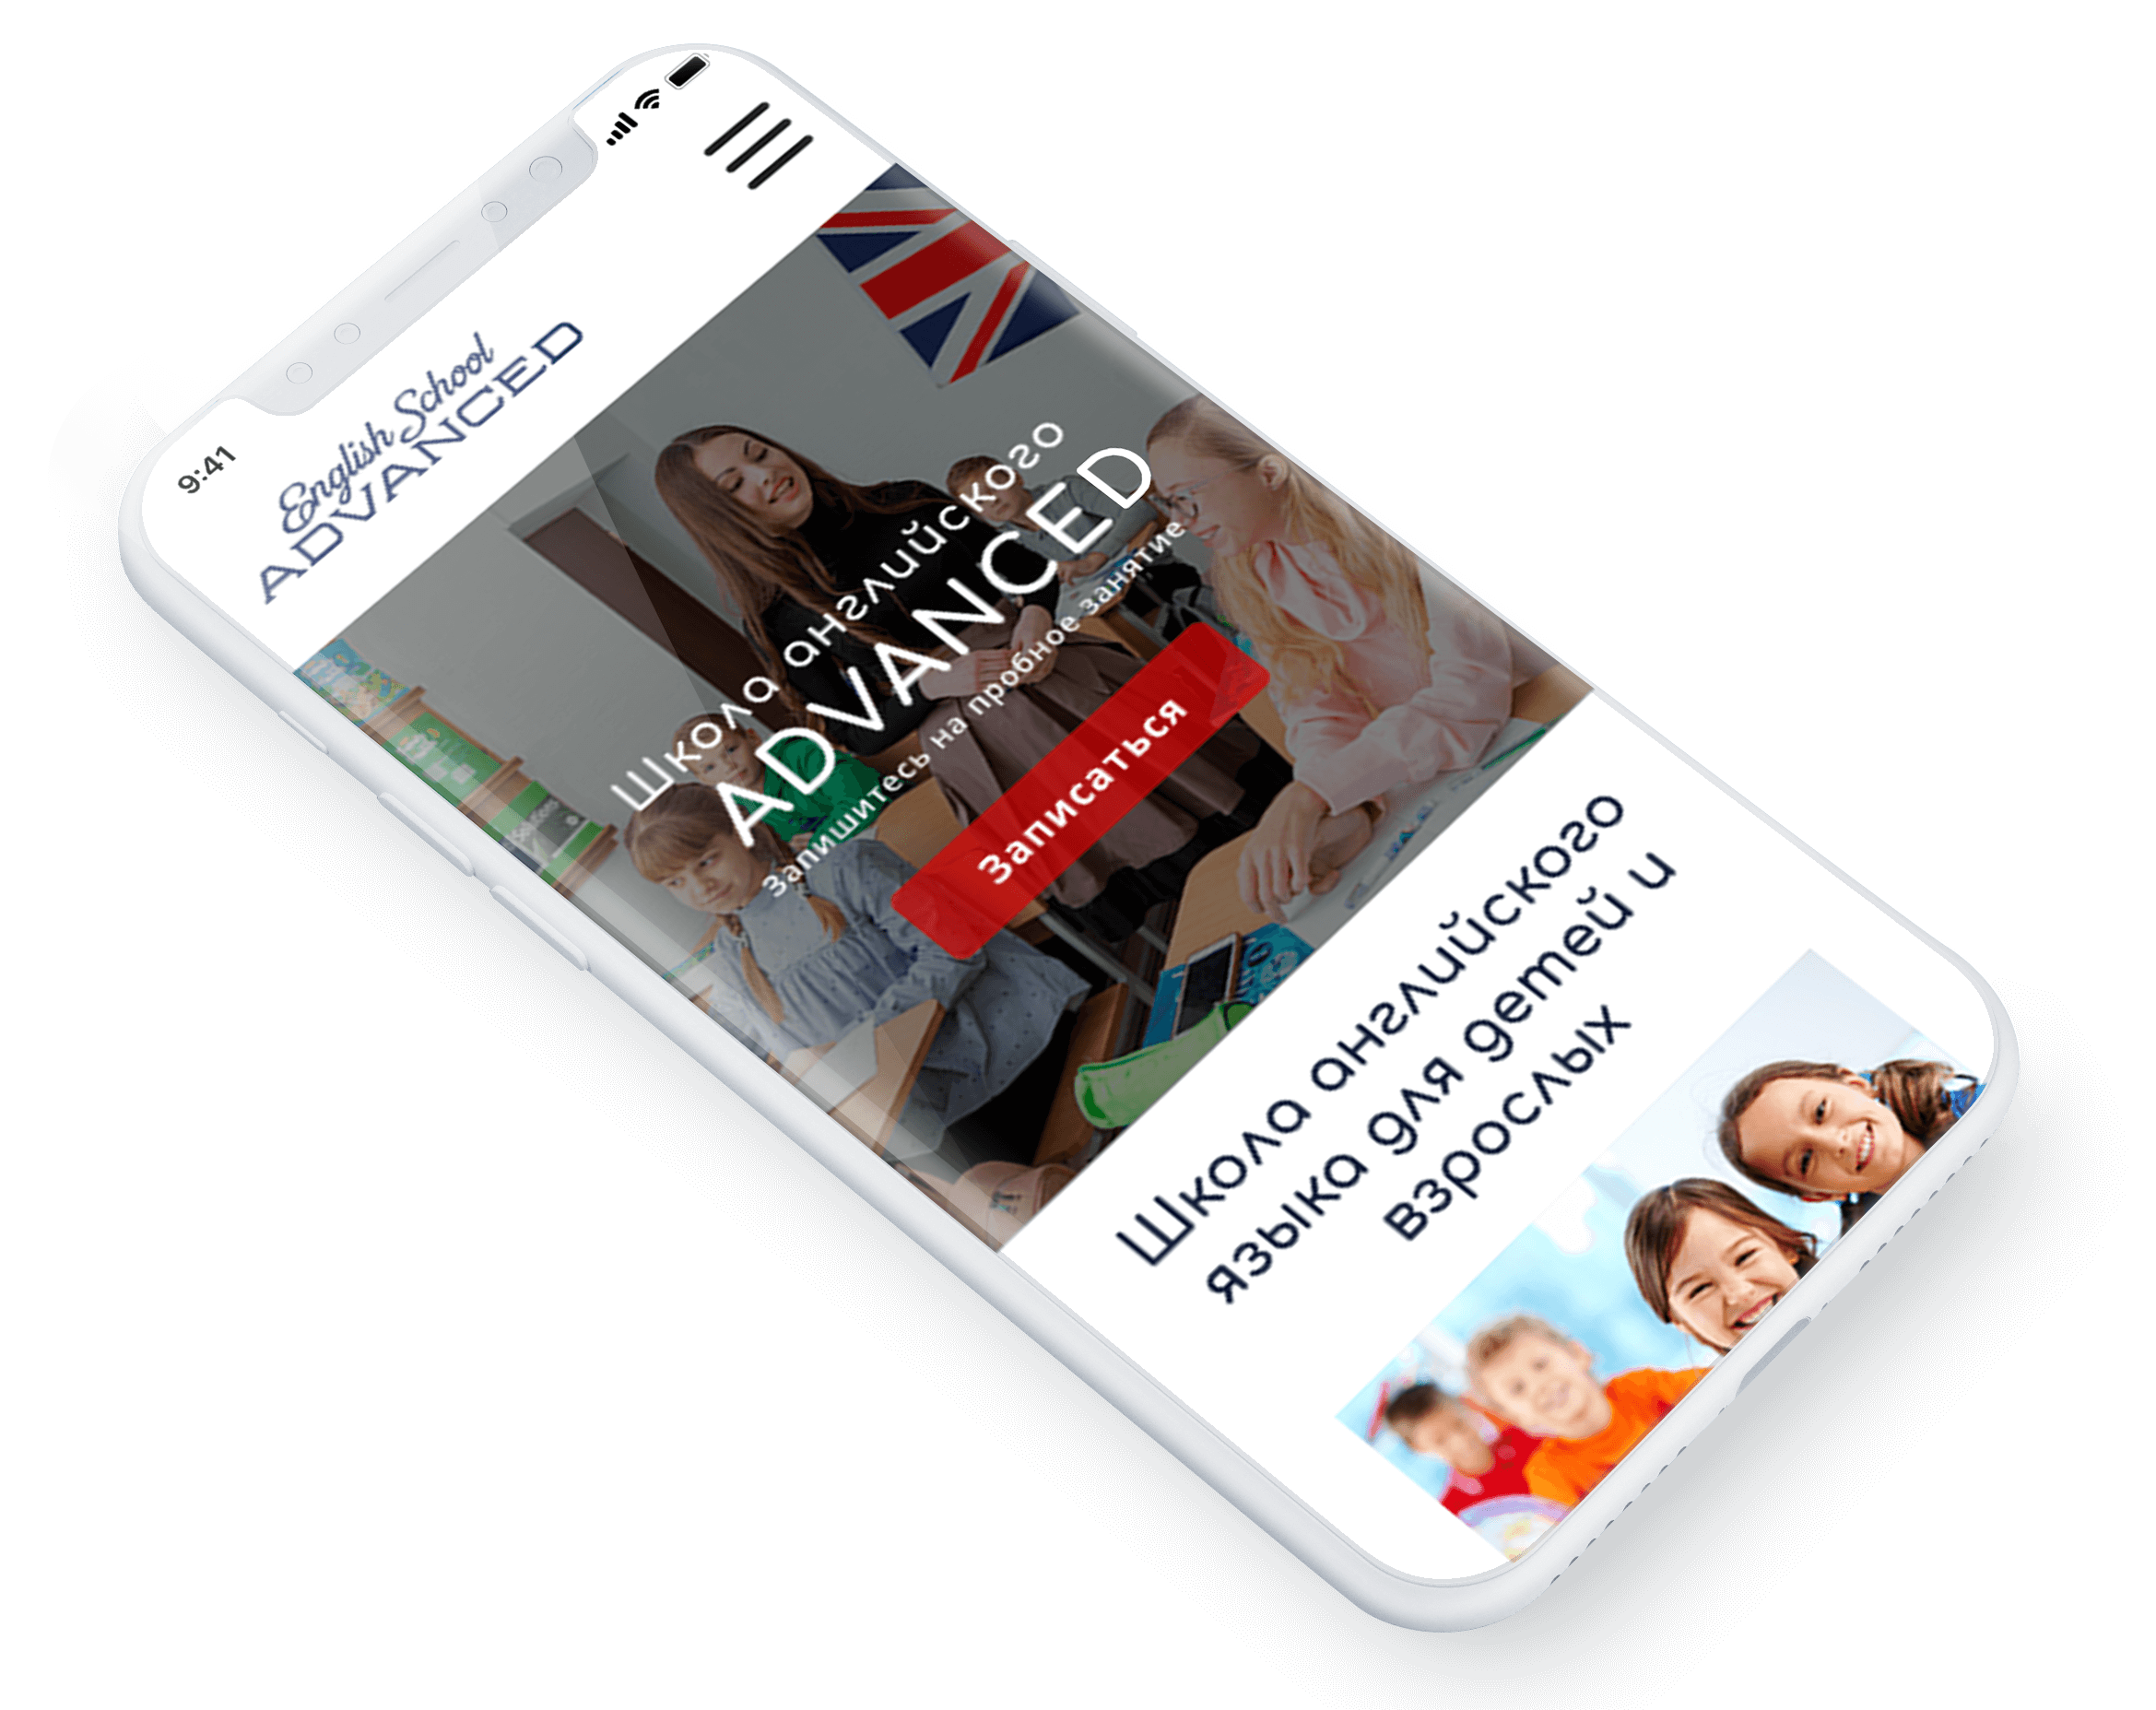 9:41
English School
ADVANCED
Школа английского
ADVANCED
Запишитесь на пробное занятие
Записаться
Школа английского
языка для детей и
взрослых